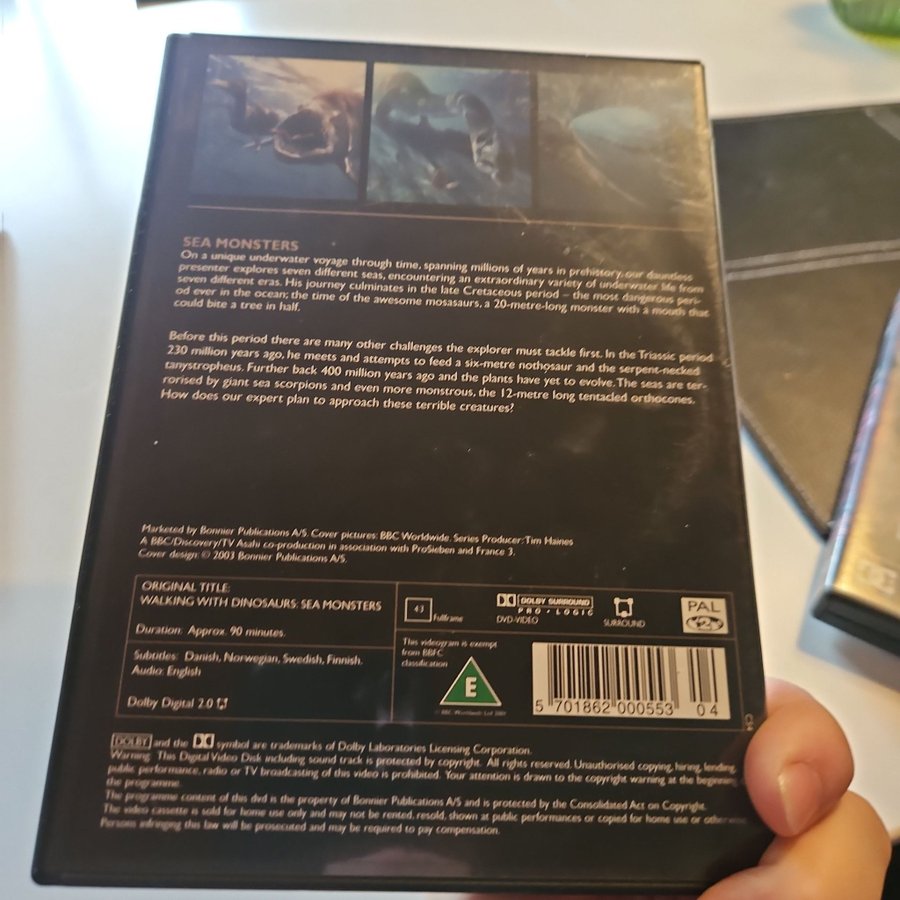 SEA MONSTERS
On a unique underwater voyage through time, spanning millions of years in prehistory, our dauntless
presenter explores seven different seas, encountering an extraordinary variety of underwater life from
seven different eras. His journey culminates in the late Cretaceous period – the most dangerous peri-
od ever in the ocean; the time of the awesome mosasaurs, a 20-metre-long monster with a mouth that
could bite a tree in half.
Before this period there are many other challenges the explorer must tackle first. In the Triassic period
230 million years ago, he meets and attempts to feed a six-metre nothosaur and the serpent-necked
tanystropheus. Further back 400 million years ago and the plants have yet to evolve. The seas are ter-
rorised by giant sea scorpions and even more monstrous, the 12-metre long tentacled orthocones.
How does our expert plan to approach these terrible creatures?
Marketed by Bonnier Publications A/S. Cover pictures: BBC Worldwide. Series Producer: Tim Haines
A BBC/Discovery/TV Asahi co-production in association with ProSieben and France 3.
Cover design: © 2003 Bonnier Publications A/S.
ORIGINAL TITLE:
WALKING WITH DINOSAURS: SEA MONSTERS
Duration: Approx. 90 minutes.
Subtitles: Danish, Norwegian, Swedish, Finnish.
Audio: English
Dolby Digital 2.0
4:3 Fullframe
DOLBY SURROUND
PRO • LOGIC
DVD-VIDEO
SURROUND
PAL
2
This videogram is exempt
from BBFC
classification
E
5 701862 000553 04
DOLBY and the symbol are trademarks of Dolby Laboratories Licensing Corporation.
Warning: This Digital Video Disk including sound track is protected by copyright. All rights reserved. Unauthorised copying, hiring, lending,
public performance, radio or TV broadcasting of this video is prohibited. Your attention is drawn to the copyright warning at the beginning
the programme.
The programme content of this dvd is the property of Bonnier Publications A/S and is protected by the Consolidated Act on Copyright.
The video cassette is sold for home use only and may not be rented, resold, shown at public performances or copied for home use or
Persons infringing this law will be prosecuted and may be required to pay compensation.